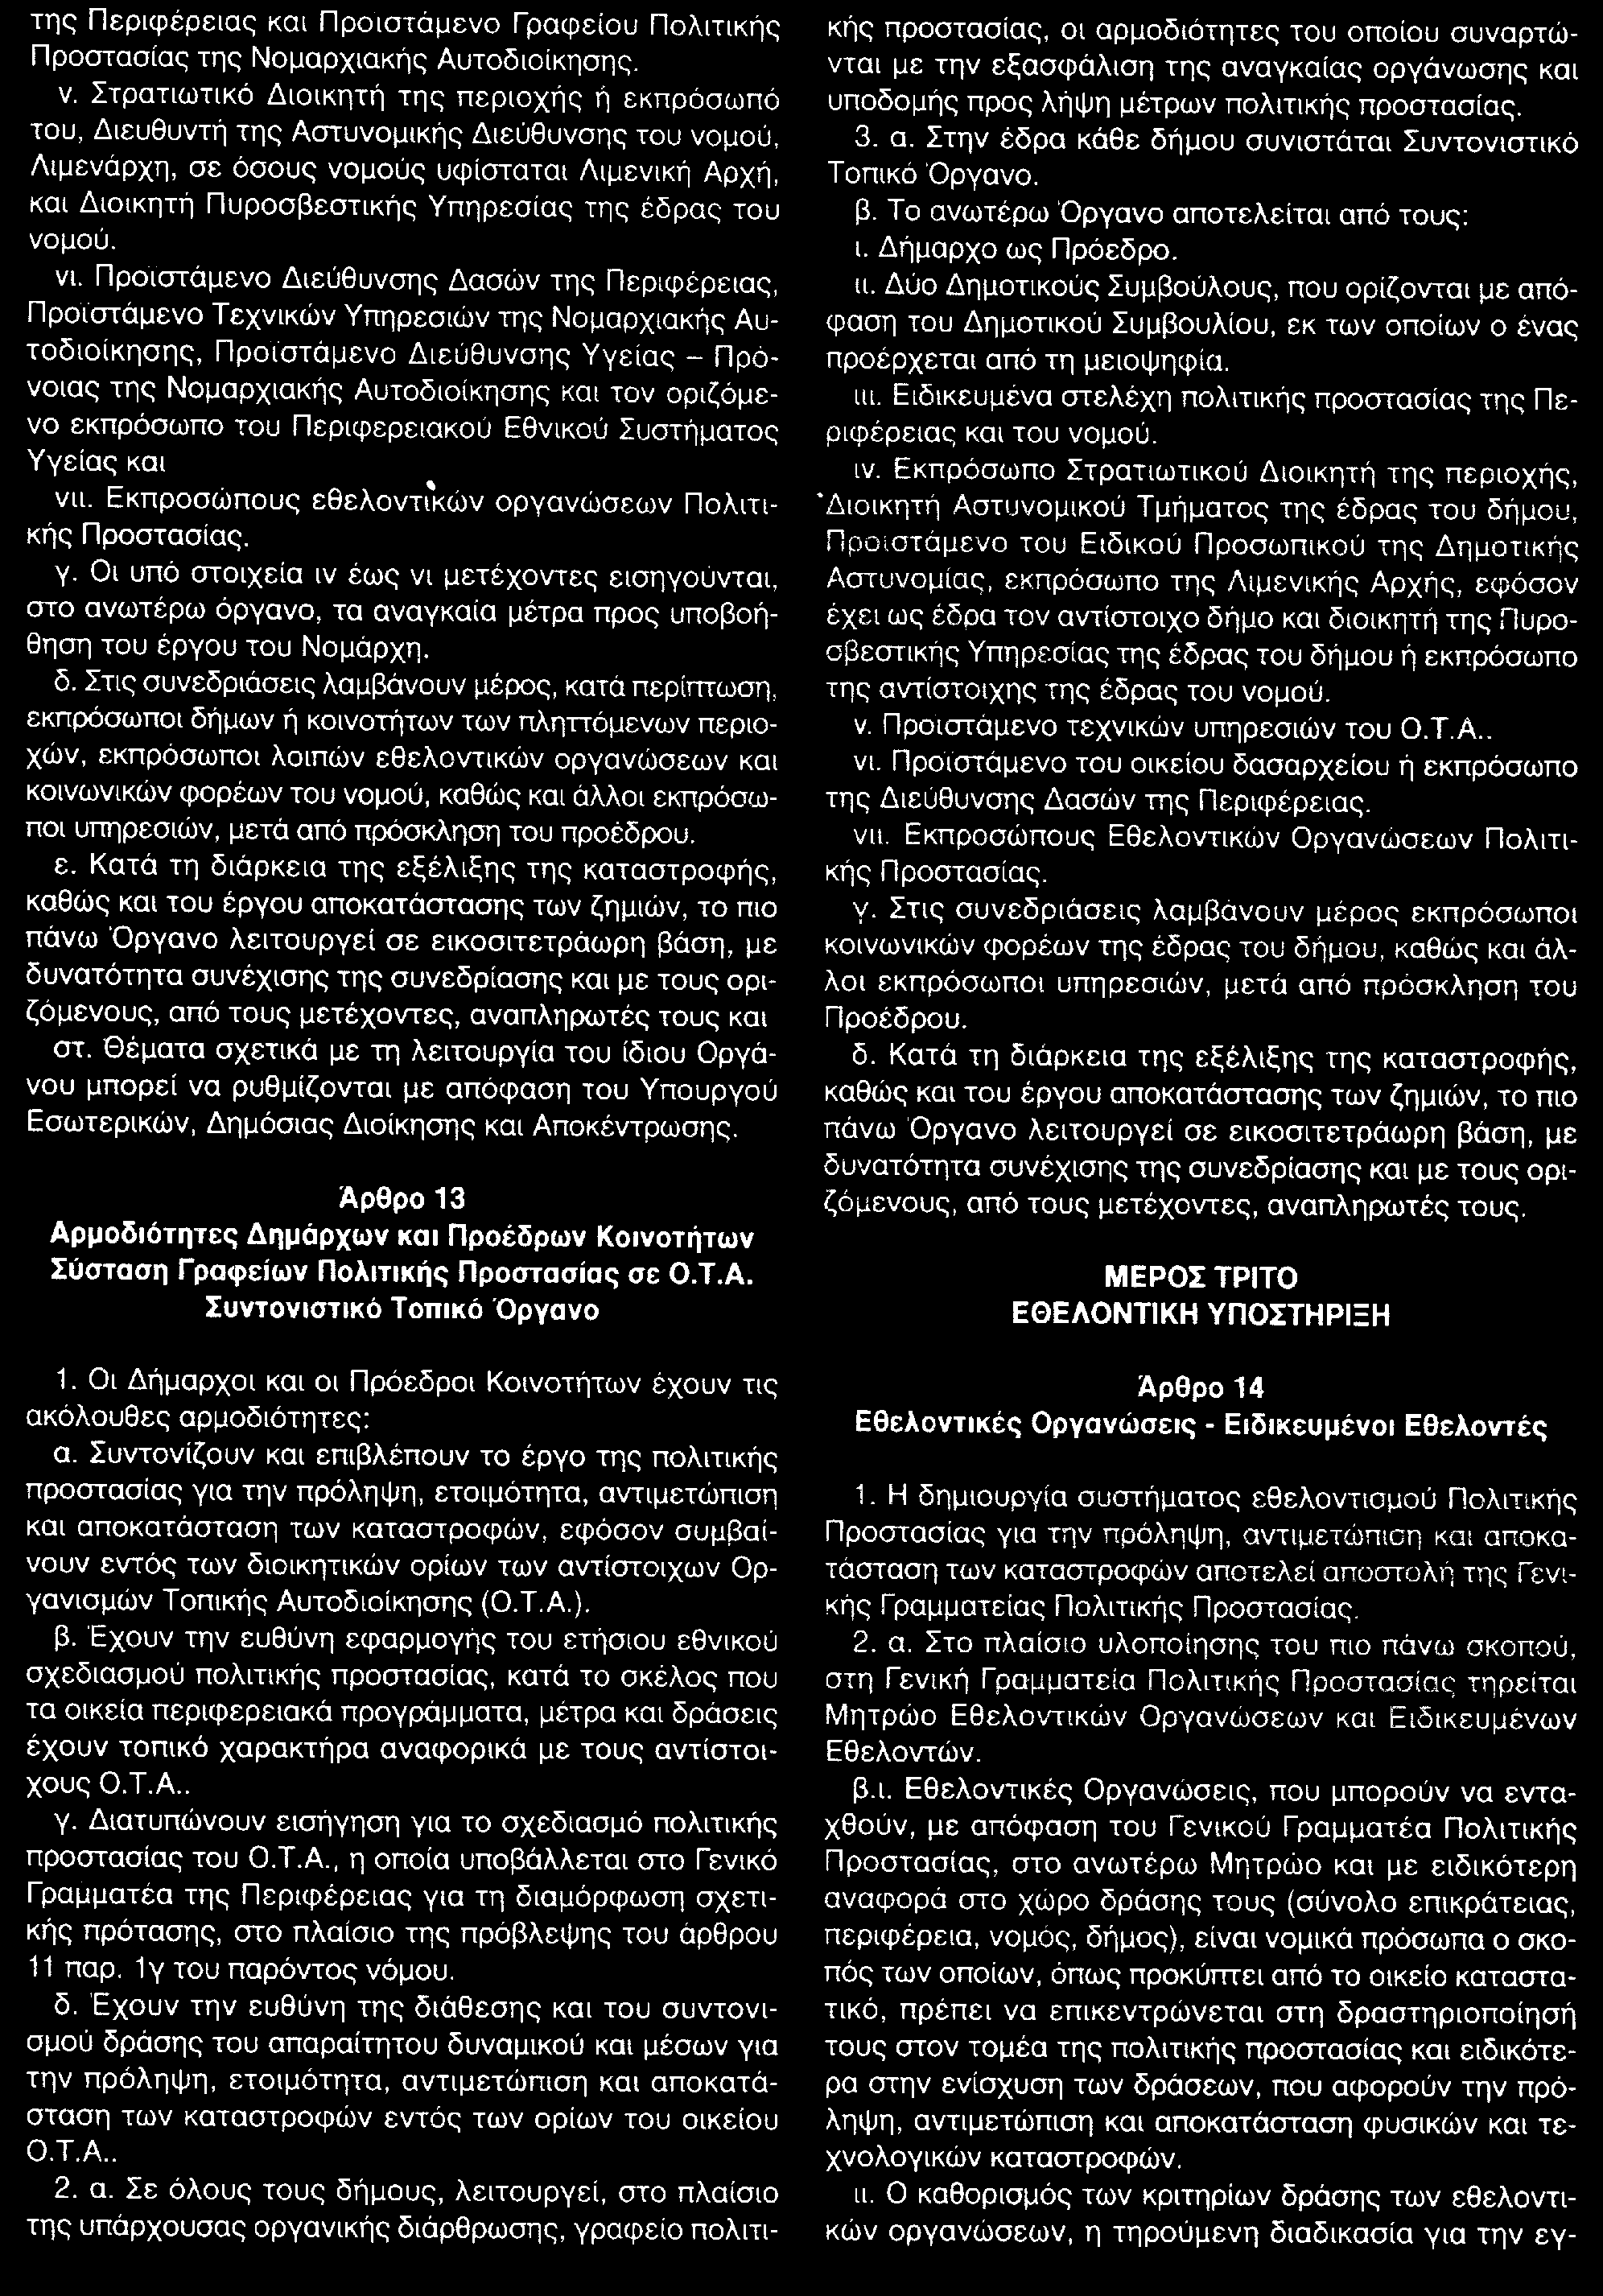 της Περιφέρειας και Προϊστάμενο Γραφείου Πολιτικής
Προστασίας της Νομαρχιακής Αυτοδιοίκησης.
ν. Στρατιωτικό Διοικητή της περιοχής ή εκπρόσωπό
του, Διευθυντή της Αστυνομικής Διεύθυνσης του νομού,
Λιμενάρχη, σε όσους νομούς υφίσταται Λιμενική Αρχή,
και Διοικητή Πυροσβεστικής Υπηρεσίας της έδρας του
νομού.
νι. Προϊστάμενο Διεύθυνσης Δασών της Περιφέρειας,
Προϊστάμενο Τεχνικών Υπηρεσιών της Νομαρχιακής Αυ-
τοδιοίκησης, Προϊστάμενο Διεύθυνσης Υγείας – Πρό-
νοιας της Νομαρχιακής Αυτοδιοίκησης και τον οριζόμε-
νο εκπρόσωπο του Περιφερειακού Εθνικού Συστήματος
Υγείας και
νιι. Εκπροσώπους εθελοντικών οργανώσεων Πολιτι-
κής Προστασίας.
γ. Οι υπό στοιχεία ιν έως νι μετέχοντες εισηγούνται,
στο ανωτέρω όργανο, τα αναγκαία μέτρα προς υποβοή-
θηση του έργου του Νομάρχη.
δ. Στις συνεδριάσεις λαμβάνουν μέρος, κατά περίπτωση,
εκπρόσωποι δήμων ή κοινοτήτων των πληττόμενων περιο-
χών, εκπρόσωποι λοιπών εθελοντικών οργανώσεων και
κοινωνικών φορέων του νομού, καθώς και άλλοι εκπρόσω-
ποι υπηρεσιών, μετά από πρόσκληση του προέδρου.
ε. Κατά τη διάρκεια της εξέλιξης της καταστροφής,
καθώς και του έργου αποκατάστασης των ζημιών, το πιο
πάνω Όργανο λειτουργεί σε εικοσιτετράωρη βάση, με
δυνατότητα συνέχισης της συνεδρίασης και με τους ορι-
ζόμενους, από τους μετέχοντες, αναπληρωτές τους και
στ. Θέματα σχετικά με τη λειτουργία του ίδιου Οργά-
νου μπορεί να ρυθμίζονται με απόφαση του Υπουργού
Εσωτερικών, Δημόσιας Διοίκησης και Αποκέντρωσης.
Άρθρο 13
Αρμοδιότητες Δημάρχων και Προέδρων Κοινοτήτων
Σύσταση Γραφείων Πολιτικής Προστασίας σε Ο.Τ.Α.
Συντονιστικό Τοπικό Όργανο
1. Οι Δήμαρχοι και οι Πρόεδροι Κοινοτήτων έχουν τις
ακόλουθες αρμοδιότητες:
α. Συντονίζουν και επιβλέπουν το έργο της πολιτικής
προστασίας για την πρόληψη, ετοιμότητα, αντιμετώπιση
και αποκατάσταση των καταστροφών, εφόσον συμβαί-
νουν εντός των διοικητικών ορίων των αντίστοιχων Ορ-
γανισμών Τοπικής Αυτοδιοίκησης (Ο.Τ.Α.).
β. Έχουν την ευθύνη εφαρμογής του ετήσιου εθνικού
σχεδιασμού πολιτικής προστασίας, κατά το σκέλος που
τα οικεία περιφερειακά προγράμματα, μέτρα και δράσεις
έχουν τοπικό χαρακτήρα αναφορικά με τους αντίστοι-
χους Ο.Τ.Α..
γ. Διατυπώνουν εισήγηση για το σχεδιασμό πολιτικής
προστασίας του Ο.Τ.Α., η οποία υποβάλλεται στο Γενικό
Γραμματέα της Περιφέρειας για τη διαμόρφωση σχετι-
κής πρότασης, στο πλαίσιο της πρόβλεψης του άρθρου
11 παρ. 1γ του παρόντος νόμου.
δ. Έχουν την ευθύνη της διάθεσης και του συντονι-
σμού δράσης του απαραίτητου δυναμικού και μέσων για
την πρόληψη, ετοιμότητα, αντιμετώπιση και αποκατά-
σταση των καταστροφών εντός των ορίων του οικείου
Ο.Τ.Α..
2. α. Σε όλους τους δήμους, λειτουργεί, στο πλαίσιο
της υπάρχουσας οργανικής διάρθρωσης, γραφείο πολιτι-
κής προστασίας, οι αρμοδιότητες του οποίου συναρτώ-
νται με την εξασφάλιση της αναγκαίας οργάνωσης και
υποδομής προς λήψη μέτρων πολιτικής προστασίας.
3. α. Στην έδρα κάθε δήμου συνιστάται Συντονιστικό
Τοπικό Όργανο.
β. Το ανωτέρω Όργανο αποτελείται από τους:
ι. Δήμαρχο ως Πρόεδρο.
ιι. Δύο Δημοτικούς Συμβούλους, που ορίζονται με από-
φαση του Δημοτικού Συμβουλίου, εκ των οποίων ο ένας
προέρχεται από τη μειοψηφία.
ιιι. Ειδικευμένα στελέχη πολιτικής προστασίας της Πε-
ριφέρειας και του νομού.
ιν. Εκπρόσωπο Στρατιωτικού Διοικητή της περιοχής,
Διοικητή Αστυνομικού Τμήματος της έδρας του δήμου,
Προϊστάμενο του Ειδικού Προσωπικού της Δημοτικής
Αστυνομίας, εκπρόσωπο της Λιμενικής Αρχής, εφόσον
έχει ως έδρα τον αντίστοιχο δήμο και διοικητή της Πυρο-
σβεστικής Υπηρεσίας της έδρας του δήμου ή εκπρόσωπο
της αντίστοιχης της έδρας του νομού.
ν. Προϊστάμενο τεχνικών υπηρεσιών του Ο.Τ.Α..
νι. Προϊστάμενο του οικείου δασαρχείου ή εκπρόσωπο
της Διεύθυνσης Δασών της Περιφέρειας.
νιι. Εκπροσώπους Εθελοντικών Οργανώσεων Πολιτι-
κής Προστασίας.
γ. Στις συνεδριάσεις λαμβάνουν μέρος εκπρόσωποι
κοινωνικών φορέων της έδρας του δήμου, καθώς και άλ-
λοι εκπρόσωποι υπηρεσιών, μετά από πρόσκληση του
Προέδρου.
δ. Κατά τη διάρκεια της εξέλιξης της καταστροφής,
καθώς και του έργου αποκατάστασης των ζημιών, το πιο
πάνω Όργανο λειτουργεί σε εικοσιτετράωρη βάση, με
δυνατότητα συνέχισης της συνεδρίασης και με τους ορι-
ζόμενους, από τους μετέχοντες, αναπληρωτές τους.
ΜΕΡΟΣ ΤΡΙΤΟ
ΕΘΕΛΟΝΤΙΚΗ ΥΠΟΣΤΗΡΙΞΗ
Άρθρο 14
Εθελοντικές Οργανώσεις - Ειδικευμένοι Εθελοντές
1. Η δημιουργία συστήματος εθελοντισμού Πολιτικής
Προστασίας για την πρόληψη, αντιμετώπιση και αποκα-
τάσταση των καταστροφών αποτελεί αποστολή της Γενι-
κής Γραμματείας Πολιτικής Προστασίας.
2. α. Στο πλαίσιο υλοποίησης του πιο πάνω σκοπού,
στη Γενική Γραμματεία Πολιτικής Προστασίας τηρείται
Μητρώο Εθελοντικών Οργανώσεων και Ειδικευμένων
Εθελοντών.
β.ι. Εθελοντικές Οργανώσεις, που μπορούν να εντα-
χθούν, με απόφαση του Γενικού Γραμματέα Πολιτικής
Προστασίας, στο ανωτέρω Μητρώο και με ειδικότερη
αναφορά στο χώρο δράσης τους (σύνολο επικράτειας,
περιφέρεια, νομός, δήμος), είναι νομικά πρόσωπα ο σκο-
πός των οποίων, όπως προκύπτει από το οικείο καταστα-
τικό, πρέπει να επικεντρώνεται στη δραστηριοποίησή
τους στον τομέα της πολιτικής προστασίας και ειδικότε-
ρα στην ενίσχυση των δράσεων, που αφορούν την πρό-
ληψη, αντιμετώπιση και αποκατάσταση φυσικών και τε-
χνολογικών καταστροφών.
ιι. Ο καθορισμός των κριτηρίων δράσης των εθελοντι-
κών οργανώσεων, η τηρούμενη διαδικασία για την εγ-